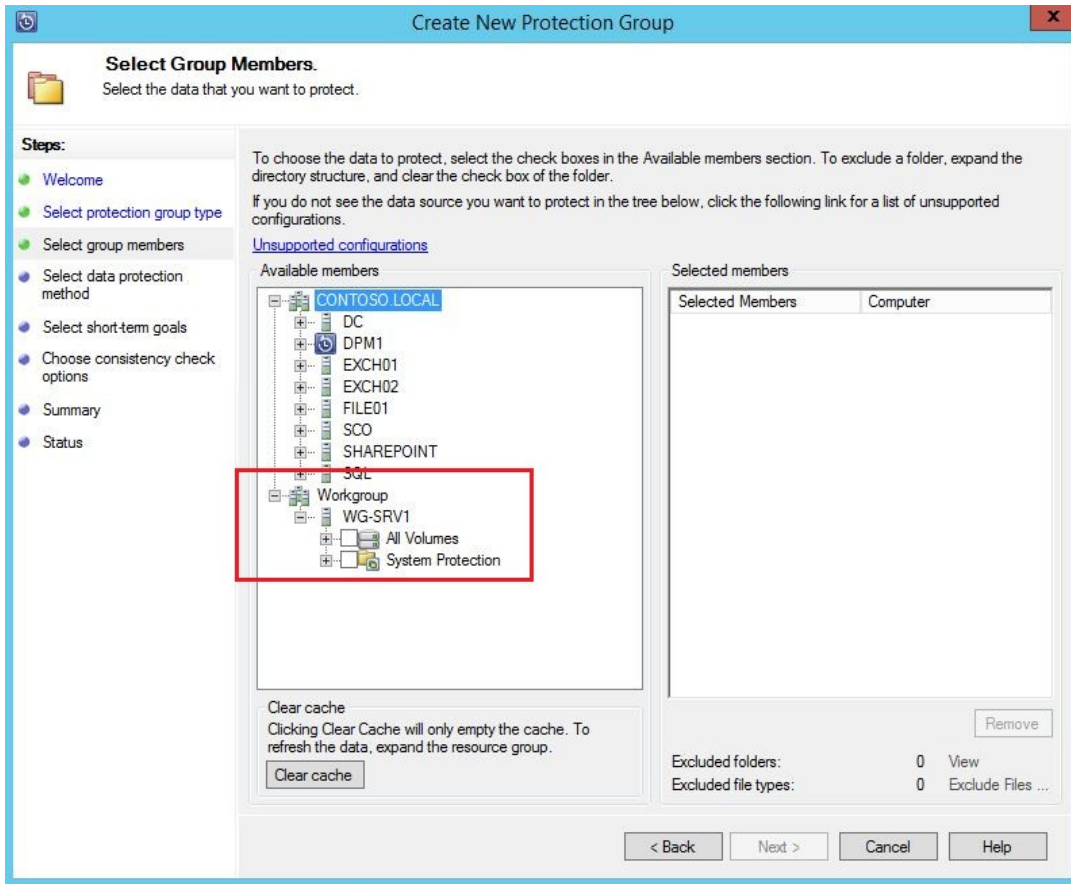 Create New Protection Group
x
Select Group Members.
Select the data that you want to protect.
Steps:
Welcome
Select protection group type
Select group members
Select data protection
method
Select short-term goals
Choose consistency check
options
Summary
Status
To choose the data to protect, select the check boxes in the Available members section. To exclude a folder, expand the
directory structure, and clear the check box of the folder.
If you do not see the data source you want to protect in the tree below, click the following link for a list of unsupported
configurations.
Unsupported configurations
Available members
CONTOSO.LOCAL
DC
DPM1
EXCH01
EXCH02
FILE01
SCO
SHAREPOINT
SQL
Workgroup
WG-SRV1
All Volumes
System Protection
Clear cache
Clicking Clear Cache will only empty the cache. To
refresh the data, expand the resource group.
Clear cache
Selected members
Selected Members Computer
Remove
Excluded folders: 0 View
Excluded file types: 0 Exclude Files ...
< Back Next > Cancel Help